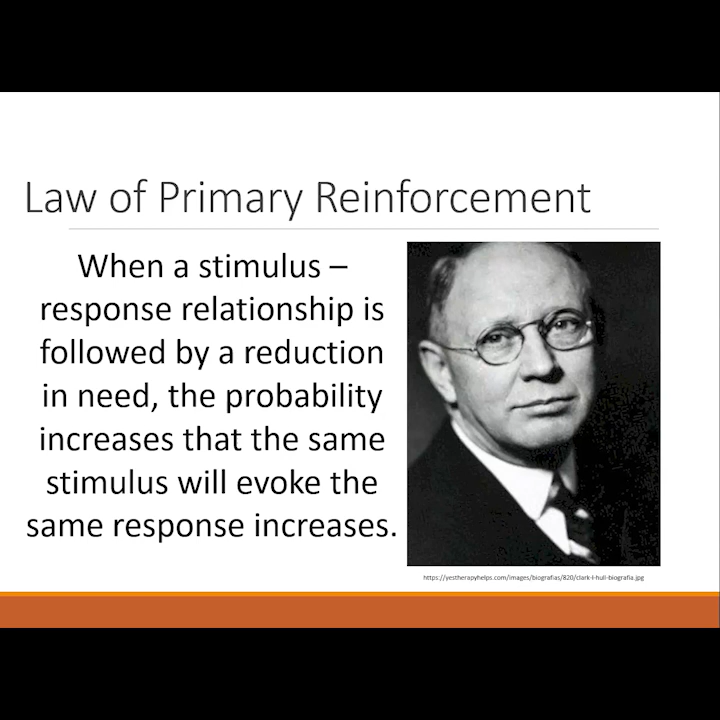 Law of Primary Reinforcement
When a stimulus –
response relationship is
followed by a reduction
in need, the probability
increases that the same
stimulus will evoke the
same response increases.
https://yestherapyhelps.com/images/biografias/820/clark-l-hull-biografia.jpg